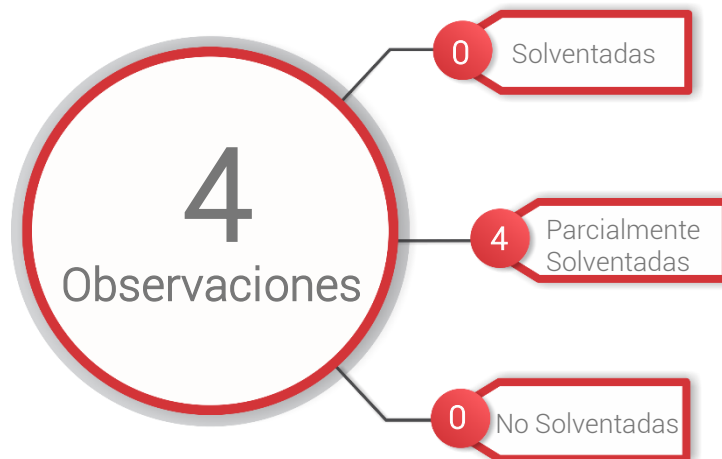 4
Observaciones
0
Solventadas
4
Parcialmente
Solventadas
0
No Solventadas